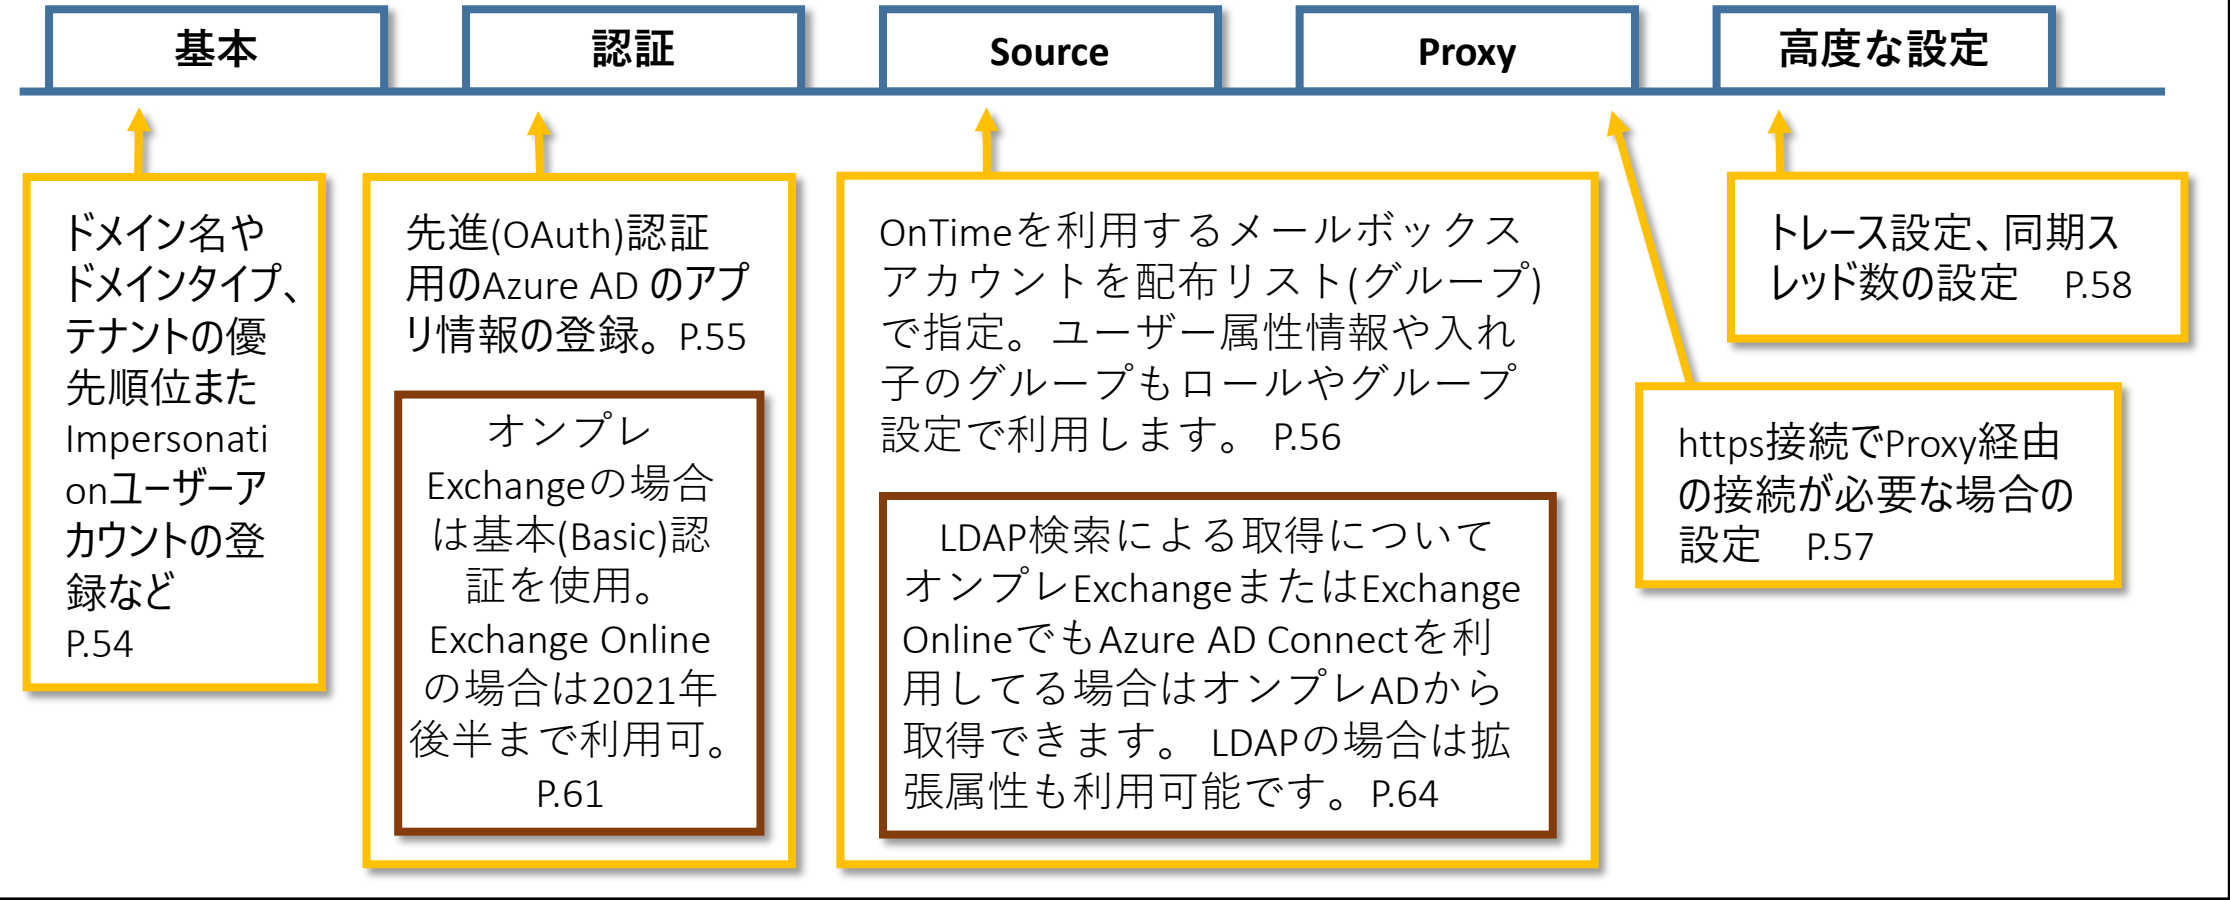 基本
認証
Source
Proxy
高度な設定
ドメイン名や
ドメインタイプ、
テナントの優
先順位また
Impersonati
onユーザーア
カウントの登
録など
P.54
先進(OAuth)認証
用のAzure AD のアプ
リ情報の登録。P.55
オンプレ
Exchangeの場合
は基本(Basic)認
証を使用。
Exchange Online
の場合は2021年
後半まで利用可。
P.61
OnTimeを利用するメールボックス
アカウントを配布リスト(グループ)
で指定。ユーザー属性情報や入れ
子のグループもロールやグループ
設定で利用します。 P.56
LDAP検索による取得について
オンプレExchangeまたはExchange
OnlineでもAzure AD Connectを利
用してる場合はオンプレADから
取得できます。 LDAPの場合は拡
張属性も利用可能です。P.64
https接続でProxy経由
の接続が必要な場合の
設定　P.57
トレース設定、同期ス
レッド数の設定　P.58